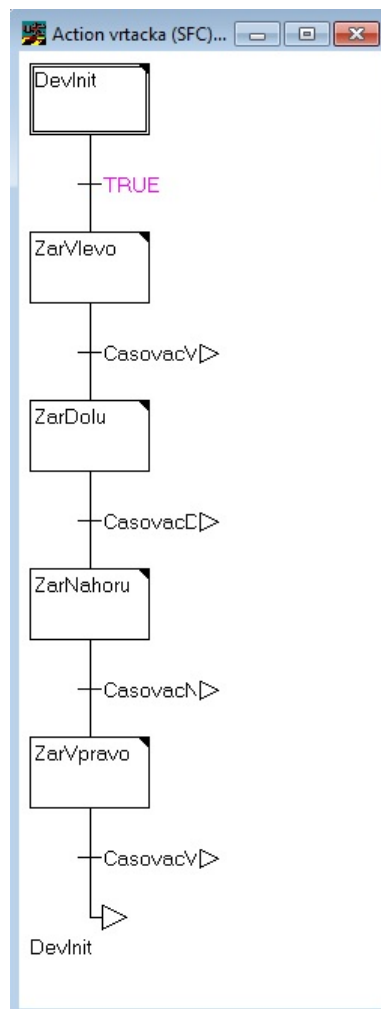 Action vrtacka (SFC)...
DevInit
TRUE
ZarVlevo
CasovacV
ZarDolu
CasovacD
ZarNahoru
CasovacN
ZarVpravo
CasovacV
DevInit